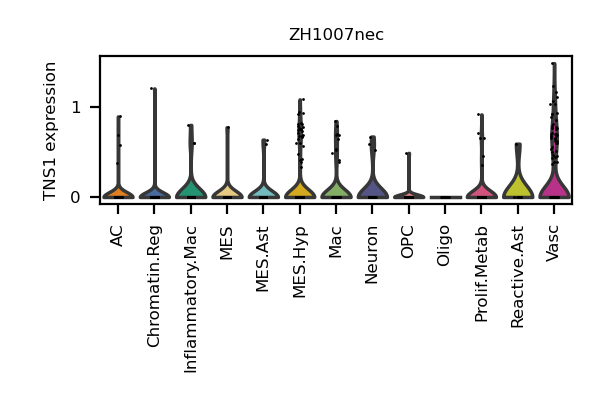 ZH1007nec
TNS1 expression
1
0
AC
Chromatin.Reg
Inflammatory.Mac
MES
MES.Ast
MES.Hyp
Mac
Neuron
OPC
Oligo
Prolif.Metab
Reactive.Ast
Vasc